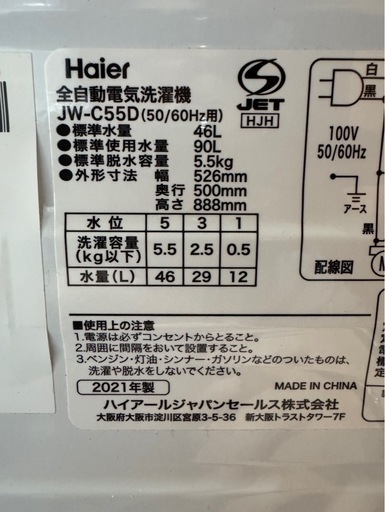 Haier
全自動電気洗濯機
JW-C55D(50/60Hz用)
●標準水量 46L
●標準使用水量 90L
●標準脱水容量 5.5kg
●外形寸法 幅 526mm
奥行 500mm
高さ 888mm
S
JET
HJH
白
100V
50/60Hz
アース
黒
黒
M
配線図
水位 5 3 1
洗濯容量(kg以下) 5.5 2.5 0.5
水量(L) 46 29 12
■使用上の注意
1.電源は必ずコンセントからとること。
2.周囲に間隔をおいて設置すること。
3.ベンジン・灯油・シンナー・ガソリンなどのついたものは、
洗濯や脱水をしないでください。
2021年製
MADE IN CHINA
ハイアールジャパンセールス株式会社
大阪府大阪市淀川区宮原3-5-36 新大阪トラストタワー7F